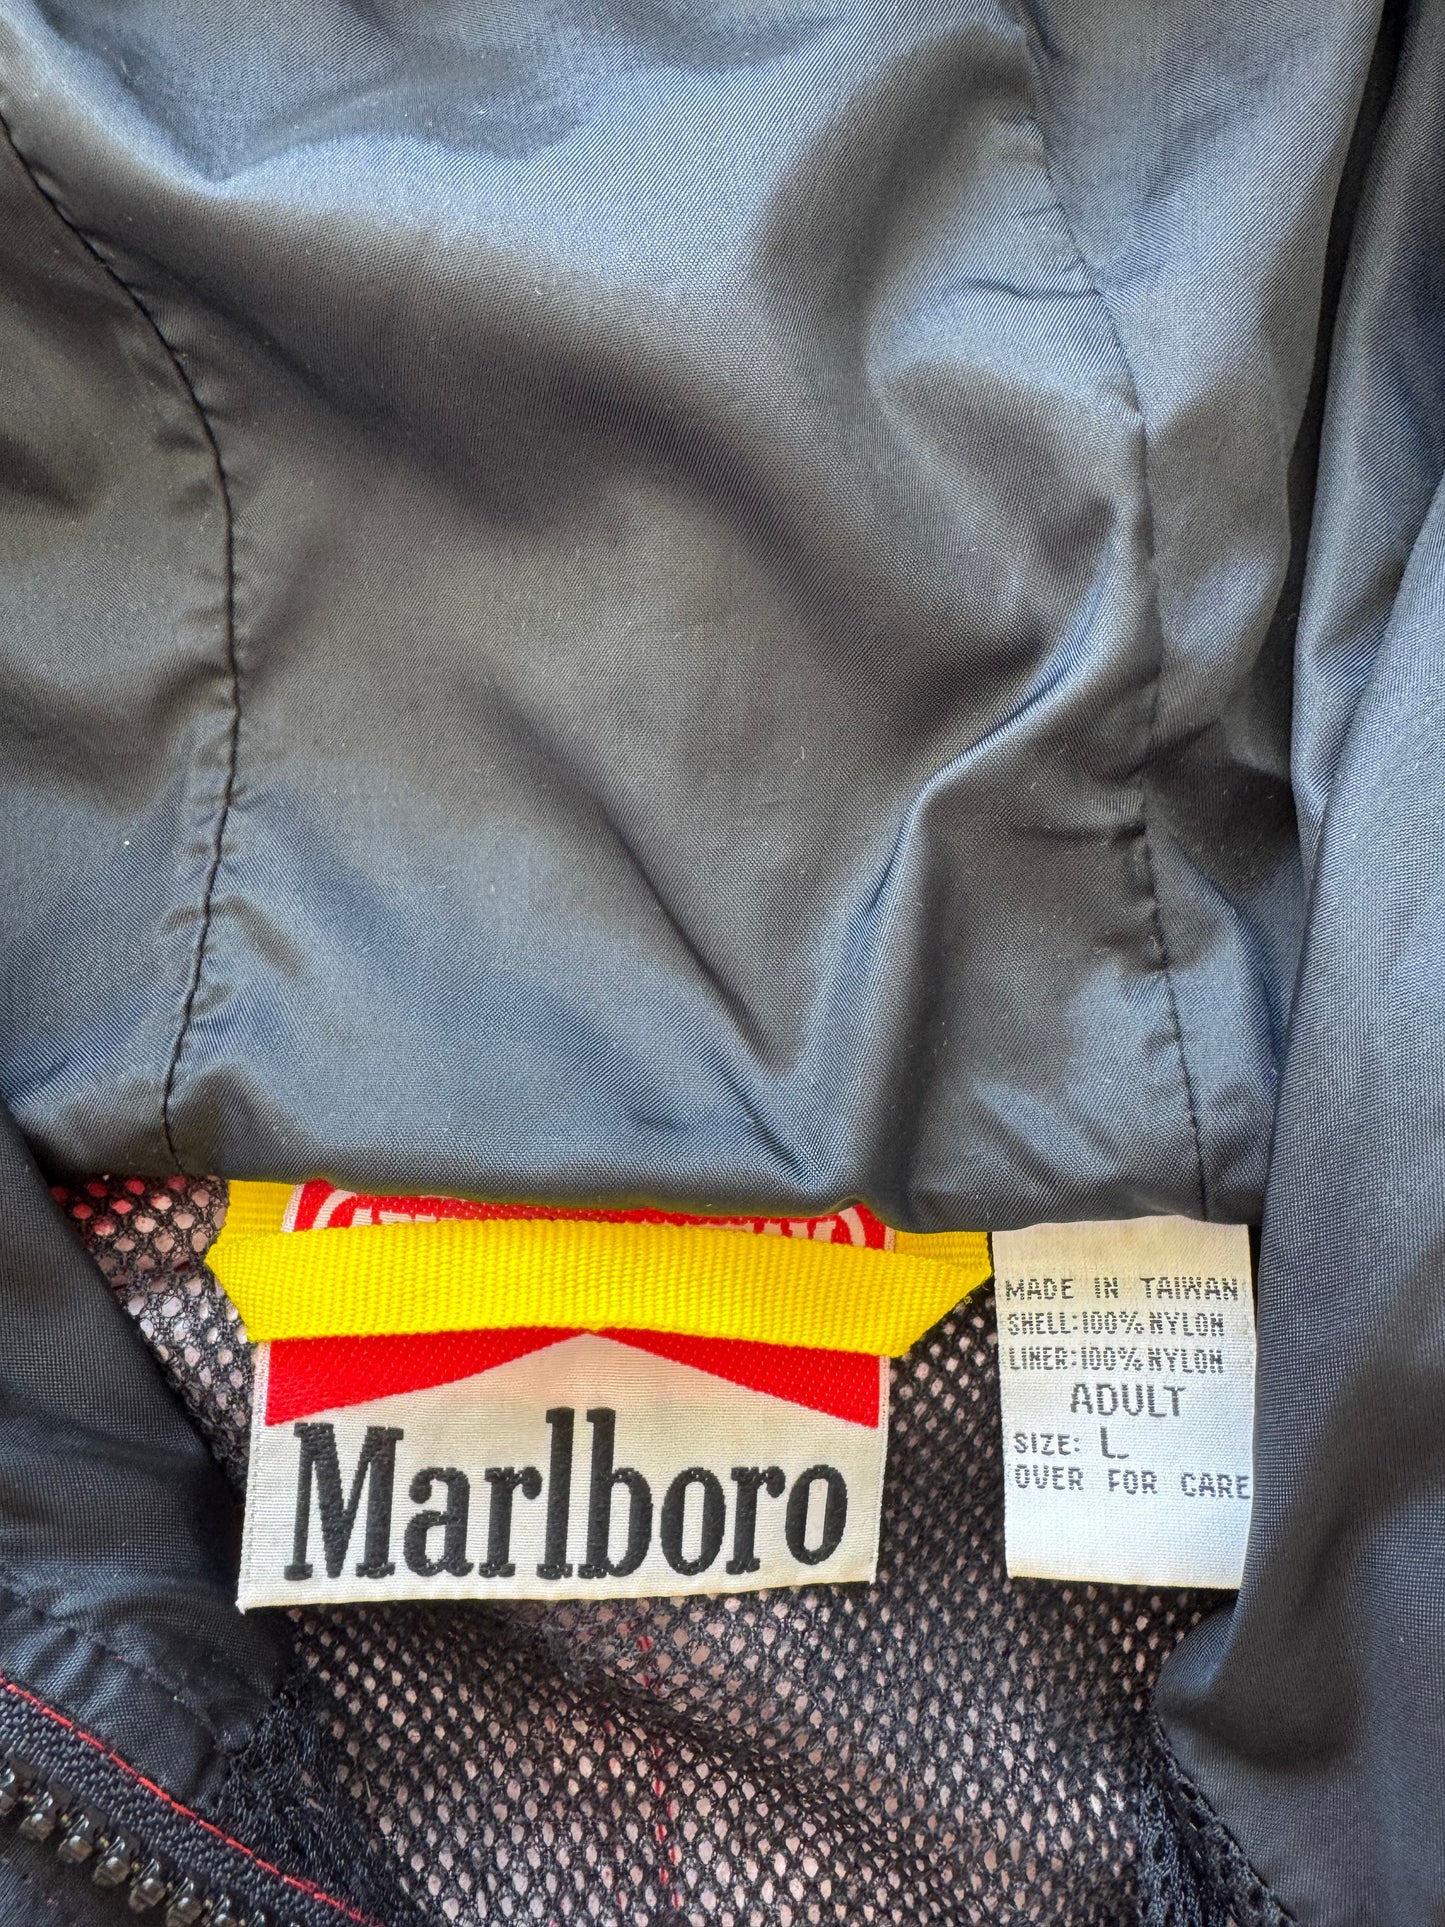 Marlboro
MADE IN TAIWAN
SHELL:100% NYLON
LINER:100% NYLON
ADULT
SIZE: L
OVER FOR CARE